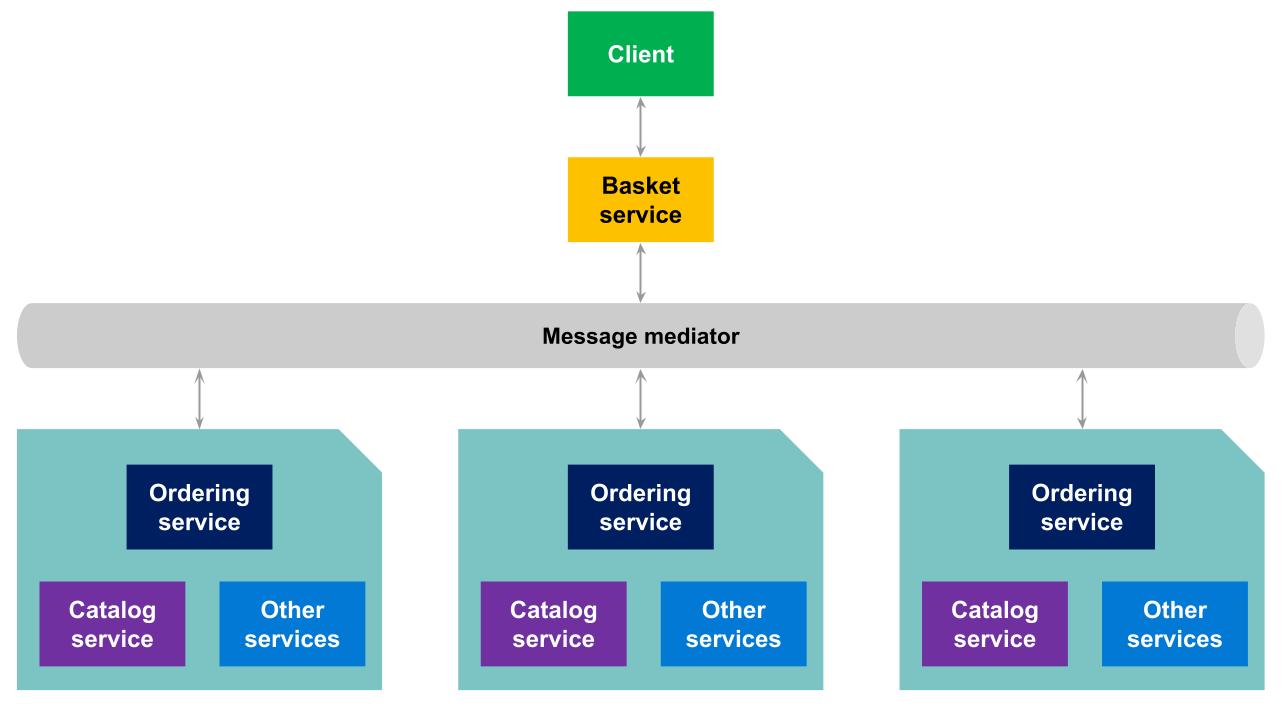 Client
Basket
service
Message mediator
Ordering
service
Catalog
service
Other
services
Ordering
service
Catalog
service
Other
services
Ordering
service
Catalog
service
Other
services